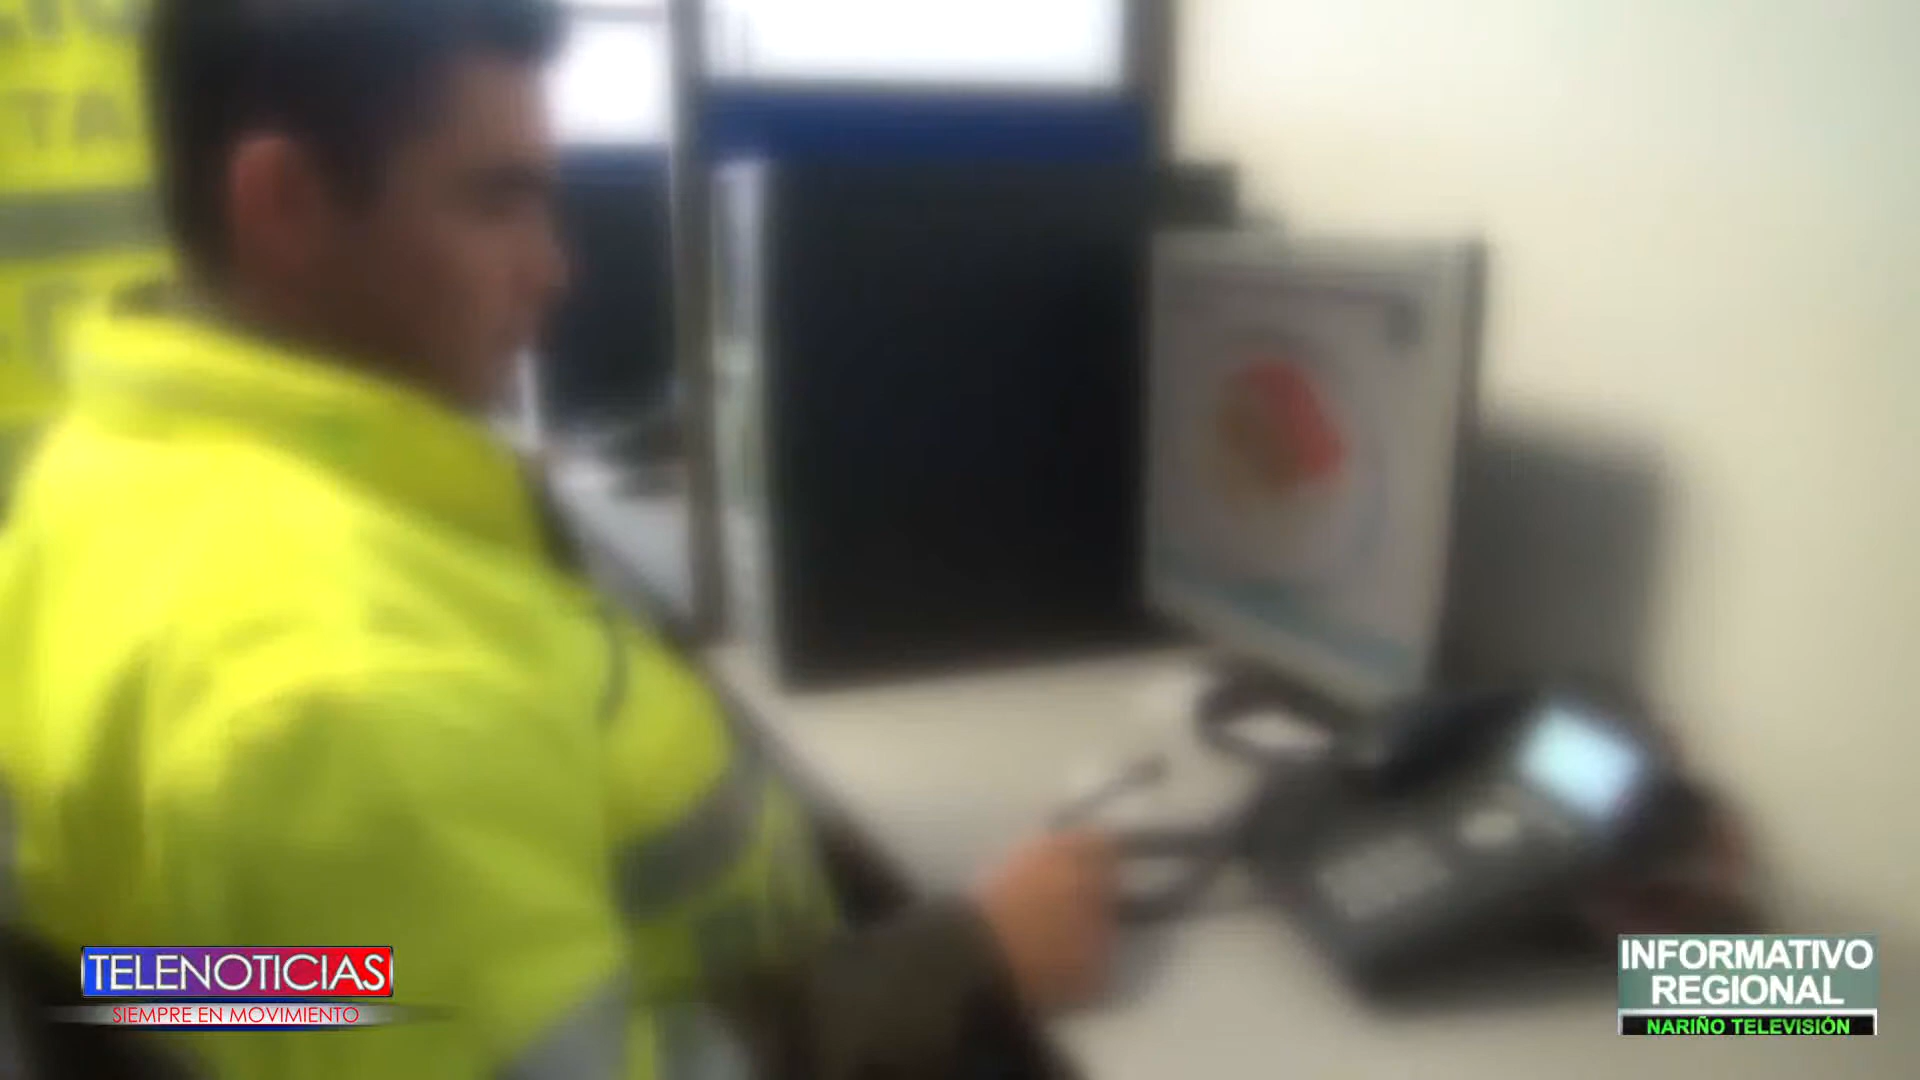 TELENOTICIAS
SIEMPRE EN MOVIMIENTO
INFORMATIVO
REGIONAL
NARIÑO TELEVISIÓN